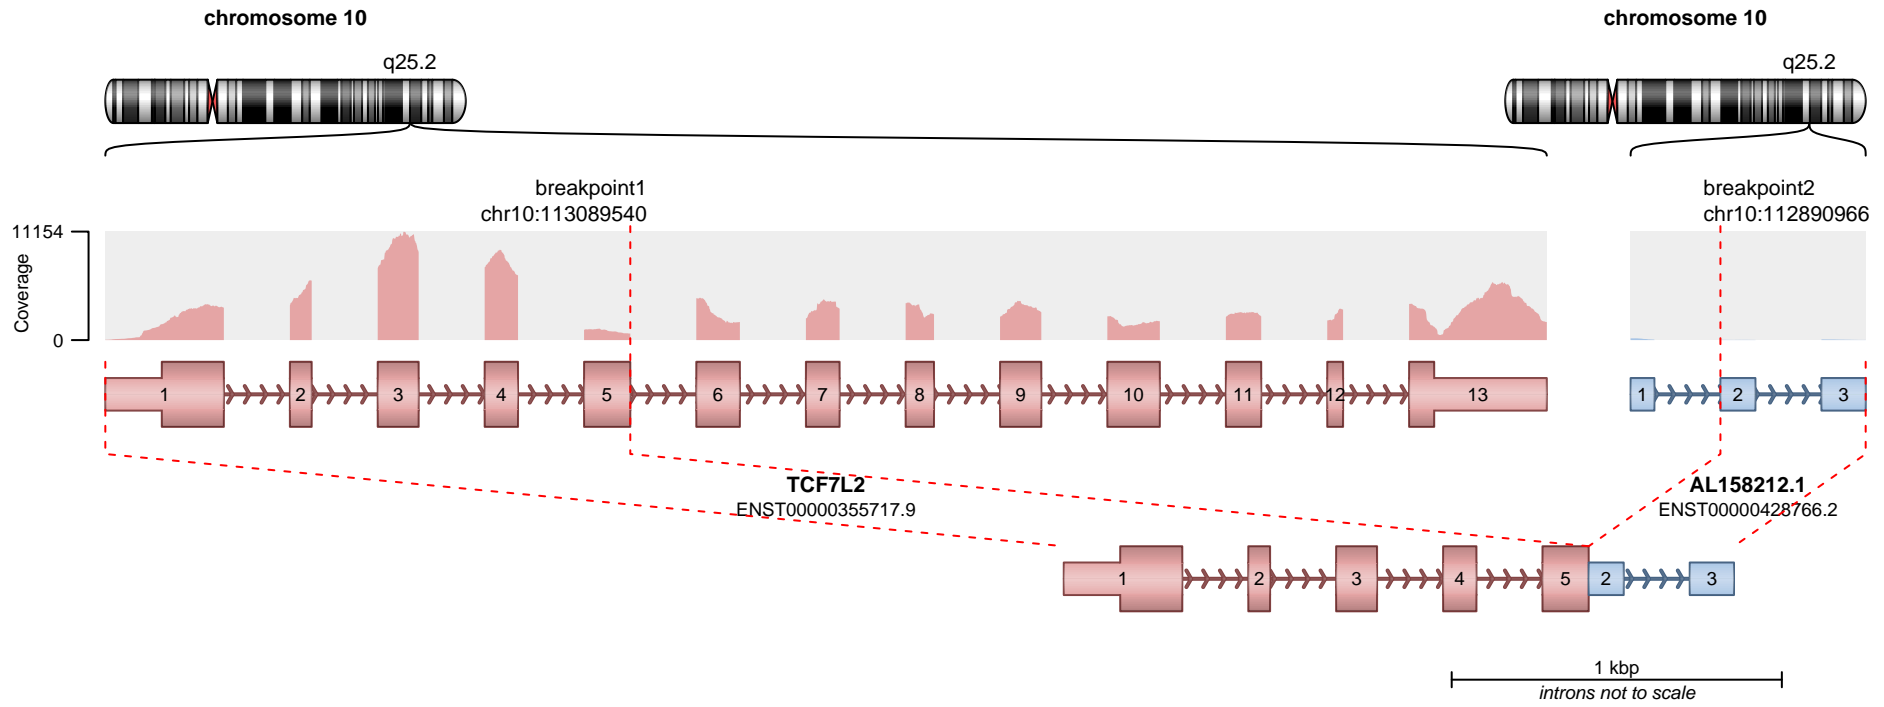 chromosome 10
chromosome 10
q25.2
q25.2
breakpoint1
chr10:113089540
breakpoint2
chr10:112890966
11154
Coverage
0
1 2 3 4 5 6 7 8 9 10 11 12 13
1 2 3
TCF7L2
ENST00000355717.9
AL158212.1
ENST00000428766.2
1 2 3 4 5 2 3
1 kbp
introns not to scale